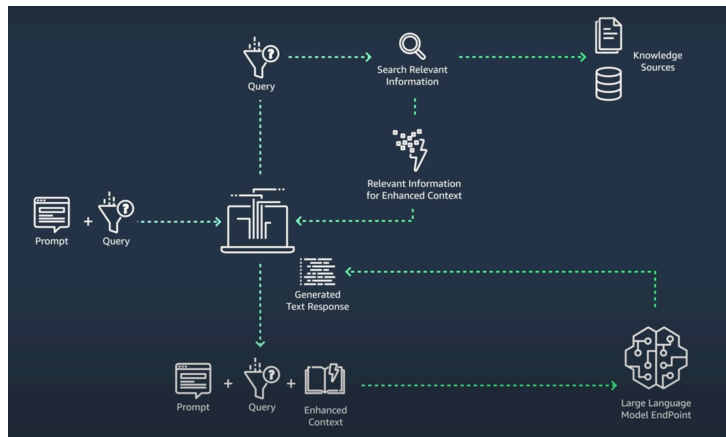 Query
Search Relevant
Information
Knowledge
Sources
Relevant Information
for Enhanced Context
Prompt
+
Query
Generated
Text Response
Prompt
+
Query
+
Enhanced
Context
Large Language
Model EndPoint